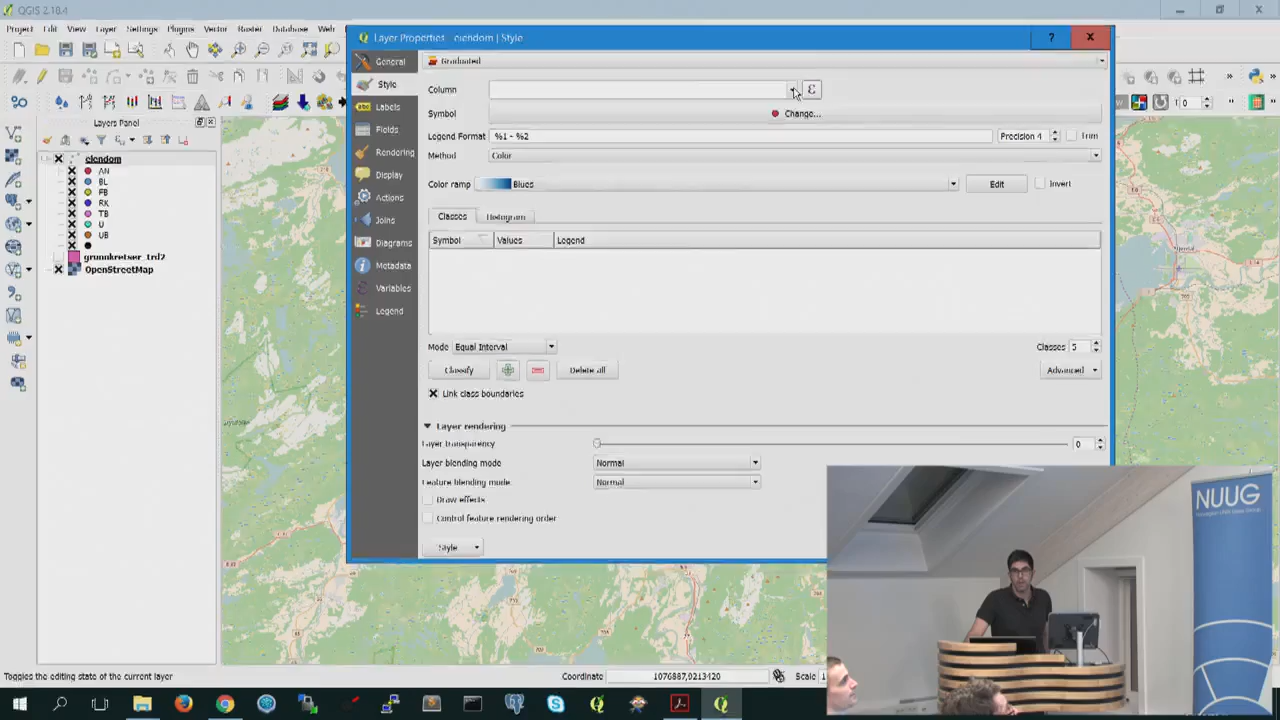 QGIS 2.18.4
Project Edit View Layer Settings Plugins Vector Raster Database Web
Layer Properties - eiendom | Style
General
Style
Labels
Fields
Rendering
Display
Actions
Joins
Diagrams
Metadata
Variables
Legend
Graduated
Column
Symbol Change...
Legend Format %1 - %2 Precision 4 Trim
Method Color
Color ramp Blues Edit Invert
Classes Histogram
Symbol Values Legend
Mode Equal Interval Classes 5
Classify Delete all Advanced
Link class boundaries
Layer rendering
Layer transparency 0
Layer blending mode Normal
Feature blending mode Normal
Draw effects
Control feature rendering order
Style
Layers Panel
eiendom
AN
BL
FB
RK
TB
U
UB
grunnkretser_trd2
OpenStreetMap
0
NUUG
Toggles the editing state of the current layer Coordinate 1076887,9213420 Scale